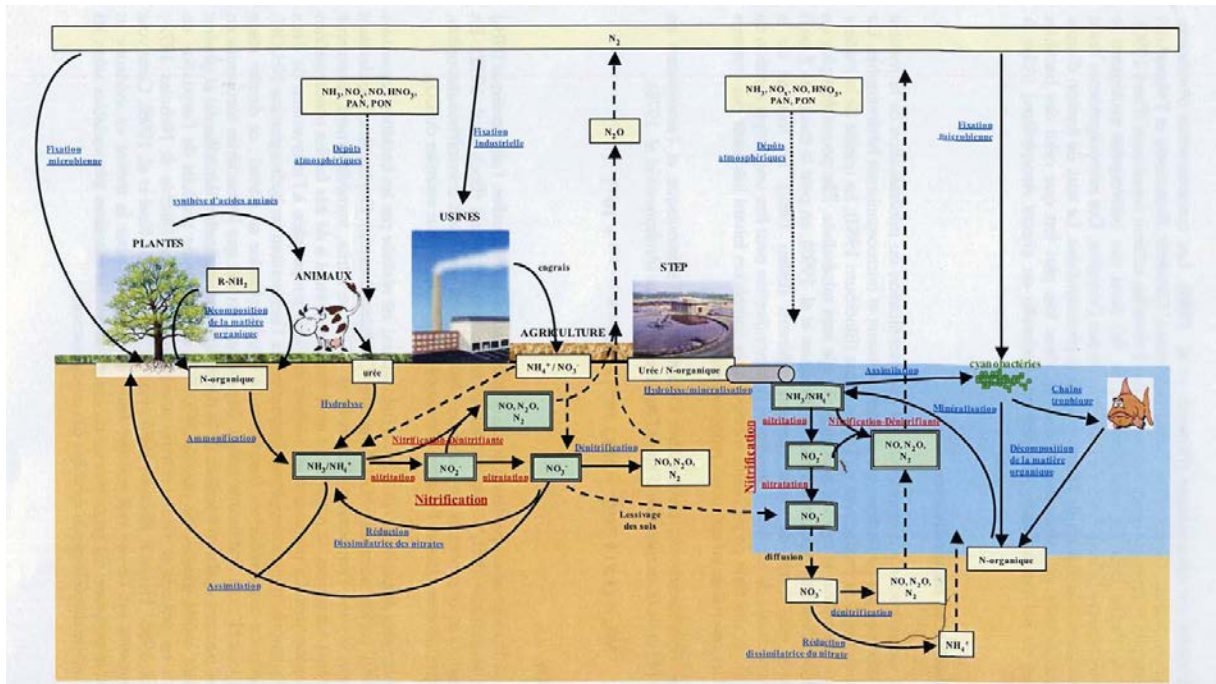 N₂
NH₃, NOₓ, NO, HNO₃,
PAN, PON
NH₃, NOₓ, NO, HNO₃,
PAN, PON
N₂O
Fixation
microbienne
Dépôts
atmosphériques
Fixation
Industrielle
Dépôts
atmosphériques
Fixation
microbienne
synthèse d'acides aminés
PLANTES
USINES
ANIMAUX
R-NH₂
engrais
STEP
Décomposition
de la matière
organique
AGRICULTURE
N-organique
urée
NH₄⁺/ NO₃⁻
Urée / N-organique
Hydrolyse/minéralisation
Assimilation
cyanobactéries
Hydrolyse
NH₃/NH₄⁺
Minéralisation
Chaîne
trophique
NO, N₂O,
N₂
nitritation
Nitrification-Dénitrifiante
Ammonification
Nitrification-Dénitrifiante
Dénitrification
Nitrification
NO₂⁻
NO, N₂O,
N₂
Décomposition
de la matière
organique
NH₃/NH₄⁺
nitritation
NO₂⁻
nitratation
NO₃⁻
NO, N₂O,
N₂
nitratation
Nitrification
Lessivage
des sols
NO₃⁻
Réduction
Dissimilatrice des nitrates
diffusion
N-organique
Assimilation
NO₃⁻
NO, N₂O,
N₂
dénitrification
Réduction
dissimilatrice du nitrate
NH₄⁺